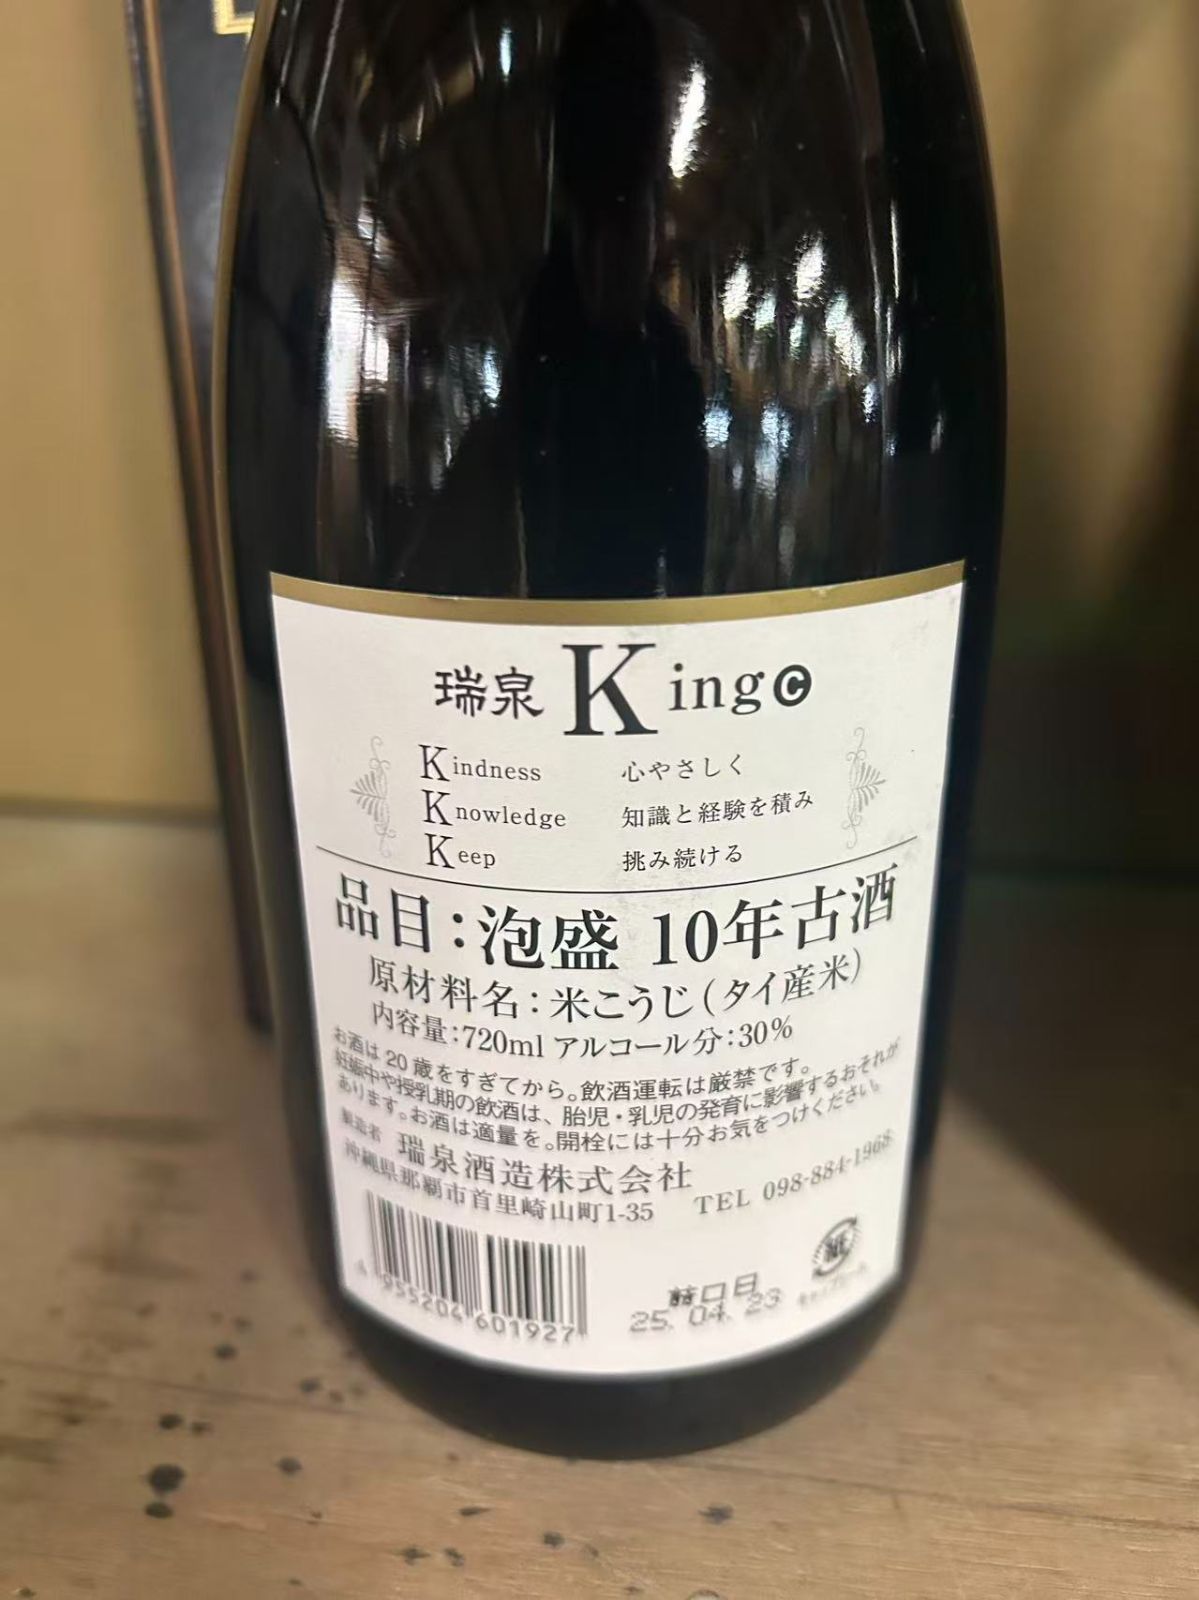 瑞泉 King©
Kindness 心やさしく
Knowledge 知識と経験を積み
Keep 挑み続ける
品目:泡盛 10年古酒
原材料名:米こうじ(タイ産米)
内容量:720ml アルコール分:30%
お酒は20歳をすぎてから。飲酒運転は厳禁です。
妊娠中や授乳期の飲酒は、胎児・乳児の発育に影響するおそれが
あります。お酒は適量を。開栓には十分お気をつけください。
製造者 瑞泉酒造株式会社
沖縄県那覇市首里崎山町1-35 TEL 098-884-1968
4 955204 601927
詰口日
25.04.23
紙